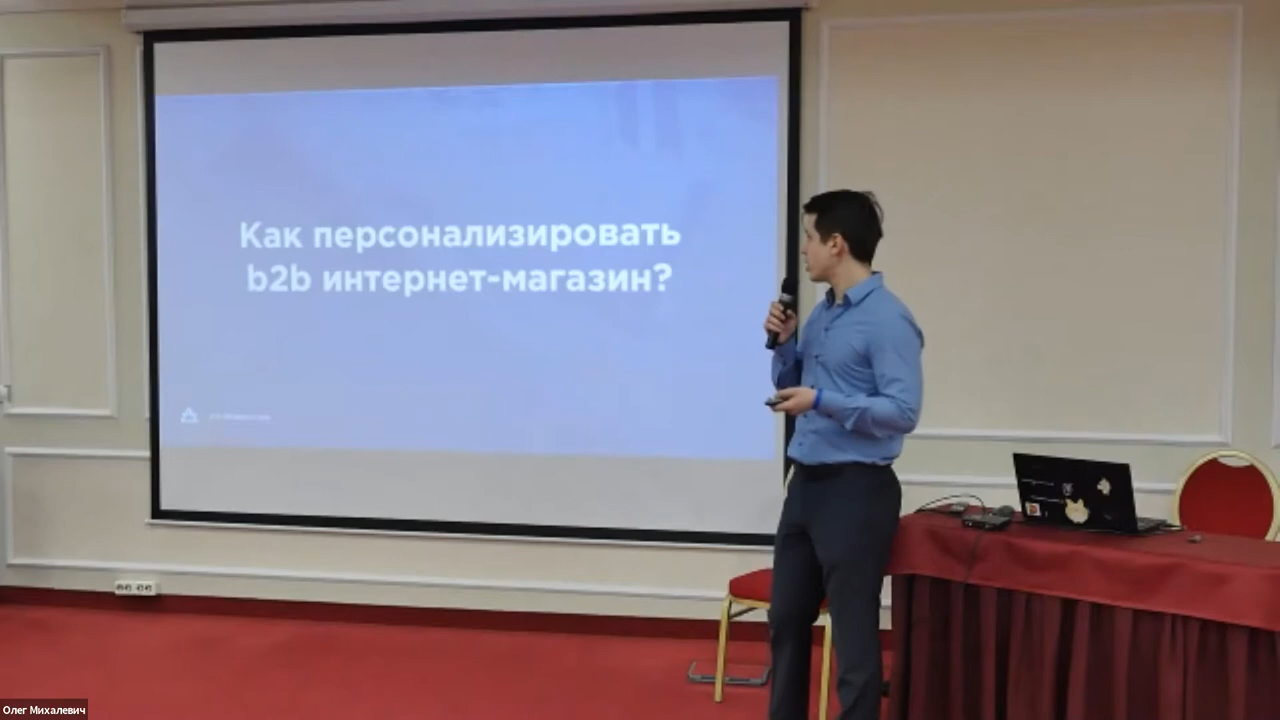 Как персонализировать
b2b интернет-магазин?
Олег Михалевич